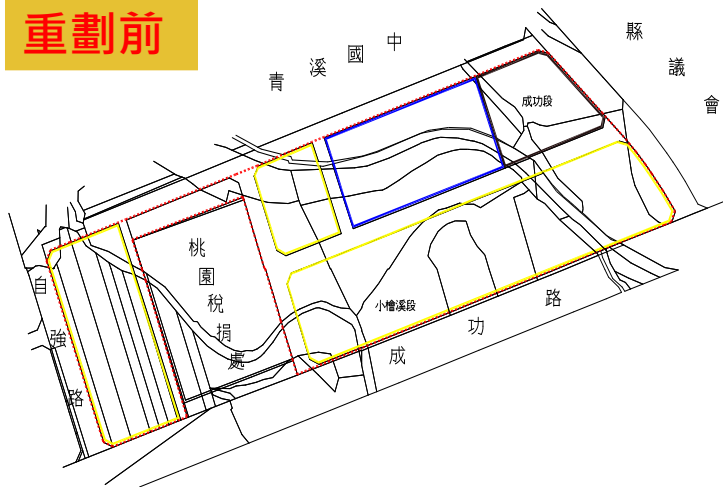 重劃前
青溪國中
縣議會
成功段
桃園稅捐處
自強路
小檜溪段
成功路